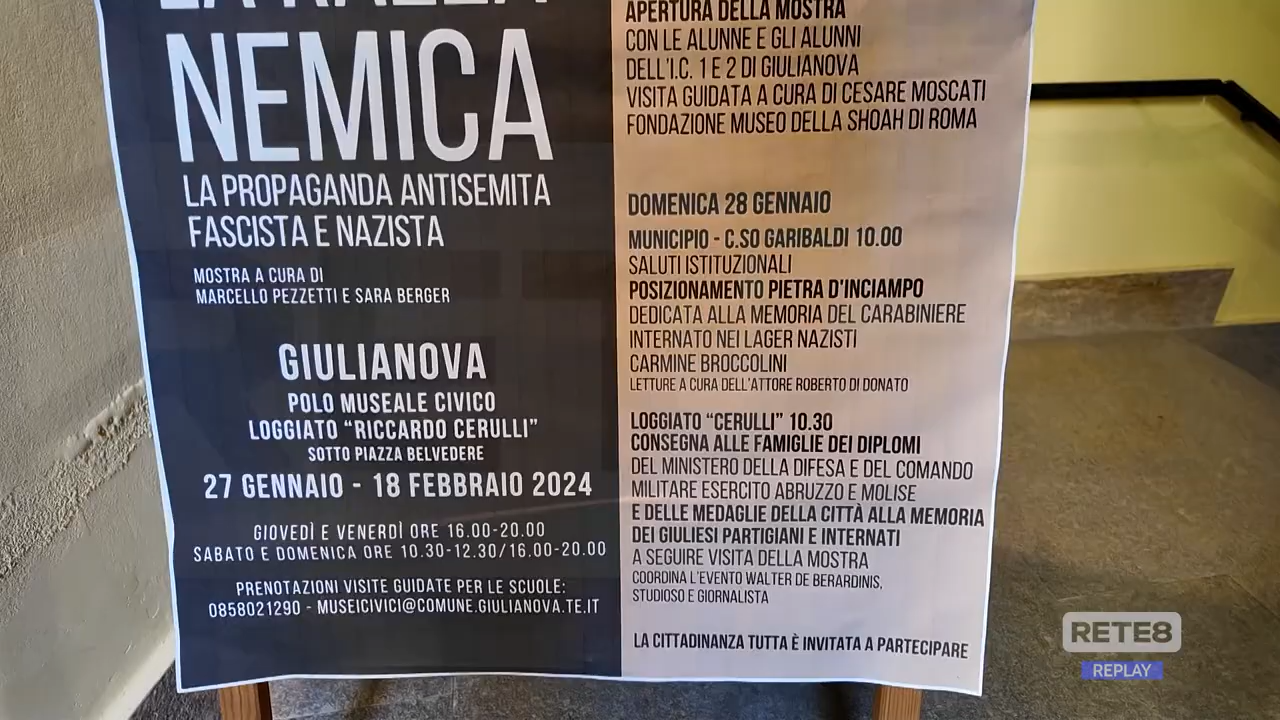 LA RAZZA
NEMICA
LA PROPAGANDA ANTISEMITA
FASCISTA E NAZISTA
MOSTRA A CURA DI
MARCELLO PEZZETTI E SARA BERGER
GIULIANOVA
POLO MUSEALE CIVICO
LOGGIATO “RICCARDO CERULLI”
SOTTO PIAZZA BELVEDERE
27 GENNAIO - 18 FEBBRAIO 2024
GIOVEDÌ E VENERDÌ ORE 16.00-20.00
SABATO E DOMENICA ORE 10.30-12.30/16.00-20.00
PRENOTAZIONI VISITE GUIDATE PER LE SCUOLE:
0858021290 - MUSEICIVICI@COMUNE.GIULIANOVA.TE.IT
APERTURA DELLA MOSTRA
CON LE ALUNNE E GLI ALUNNI
DELL'I.C. 1 E 2 DI GIULIANOVA
VISITA GUIDATA A CURA DI CESARE MOSCATI
FONDAZIONE MUSEO DELLA SHOAH DI ROMA
DOMENICA 28 GENNAIO
MUNICIPIO - C.SO GARIBALDI 10.00
SALUTI ISTITUZIONALI
POSIZIONAMENTO PIETRA D'INCIAMPO
DEDICATA ALLA MEMORIA DEL CARABINIERE
INTERNATO NEI LAGER NAZISTI
CARMINE BROCCOLINI
LETTURE A CURA DELL'ATTORE ROBERTO DI DONATO
LOGGIATO “CERULLI” 10.30
CONSEGNA ALLE FAMIGLIE DEI DIPLOMI
DEL MINISTERO DELLA DIFESA E DEL COMANDO
MILITARE ESERCITO ABRUZZO E MOLISE
E DELLE MEDAGLIE DELLA CITTÀ ALLA MEMORIA
DEI GIULIESI PARTIGIANI E INTERNATI
A SEGUIRE VISITA DELLA MOSTRA
COORDINA L'EVENTO WALTER DE BERARDINIS,
STUDIOSO E GIORNALISTA
LA CITTADINANZA TUTTA È INVITATA A PARTECIPARE
RETE8
REPLAY